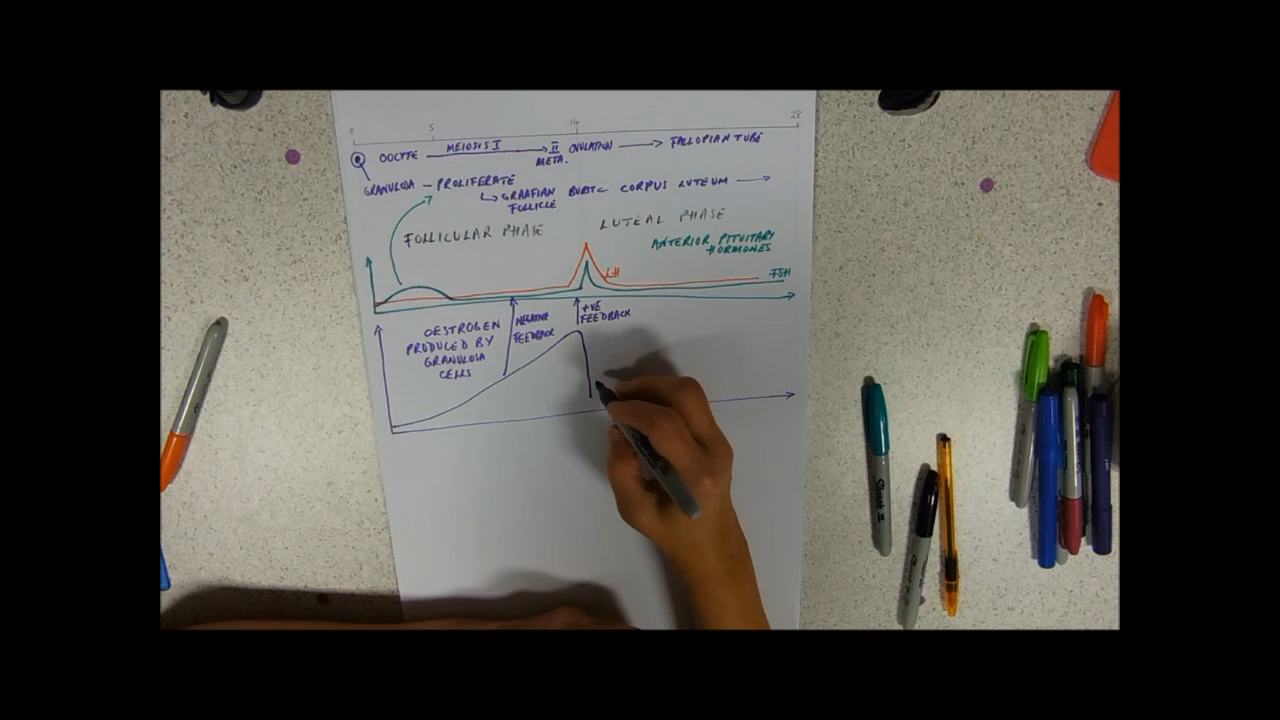 0 5 14 28
OOCYTE MEIOSIS I II OVULATION FALLOPIAN TUBE
META.
GRANULOSA - PROLIFERATE
GRAAFIAN BURST CORPUS LUTEUM
FOLLICLE
FOLLICULAR PHASE LUTEAL PHASE
ANTERIOR PITUITARY
HORMONES
LH FSH
OESTROGEN
PRODUCED BY
GRANULOSA
CELLS
NEGATIVE
FEEDBACK
+VE
FEEDBACK